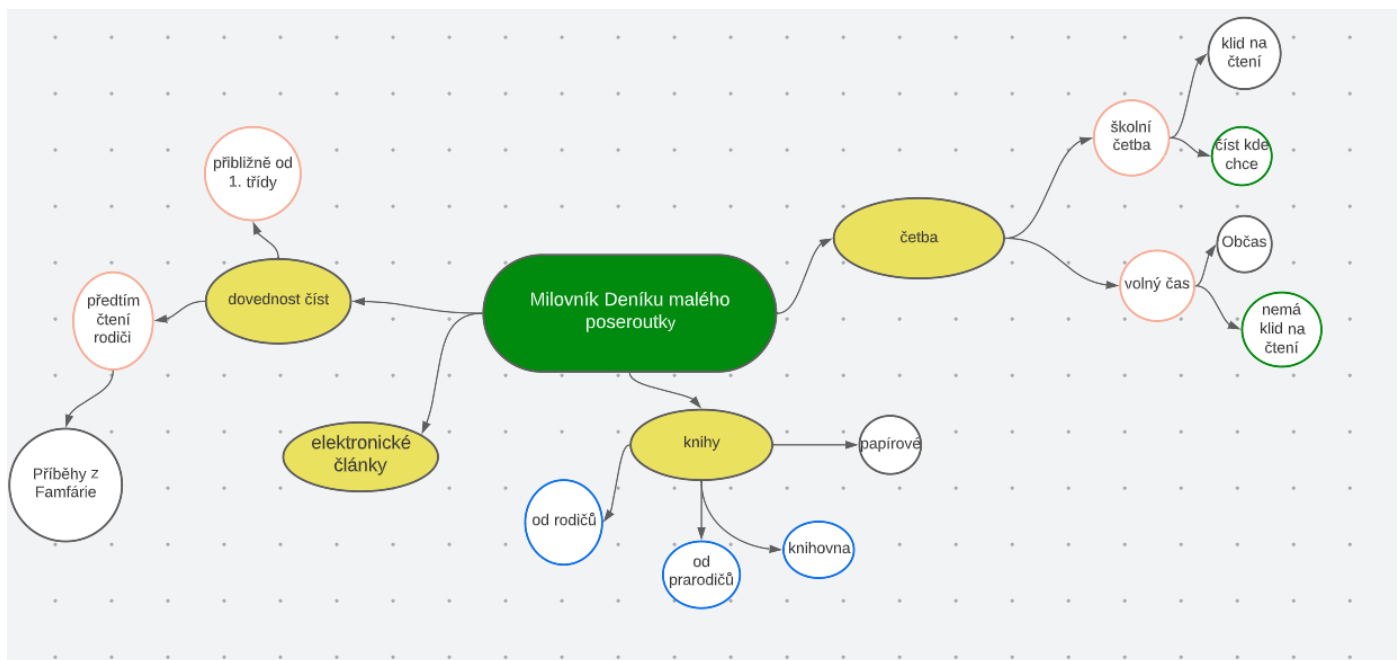 klid na
čtení
školní
četba
číst kde
chce
přibližně od
1. třídy
četba
Občas
volný čas
nemá
klid na
čtení
předtím
čtení
rodiči
dovednost číst
Milovník Deníku malého
poseroutky
elektronické
články
knihy
papírové
Příběhy z
Famfárie
od rodičů
od
prarodičů
knihovna